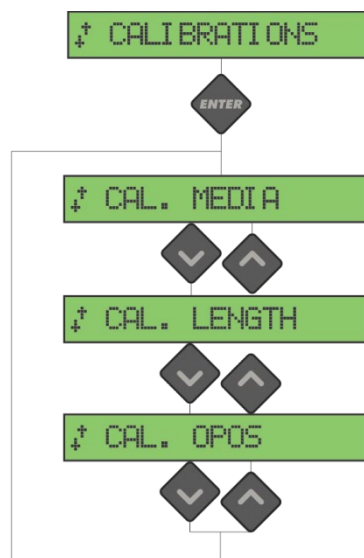 CALIBRATIONS
ENTER
CAL. MEDIA
CAL. LENGTH
CAL. OPOS